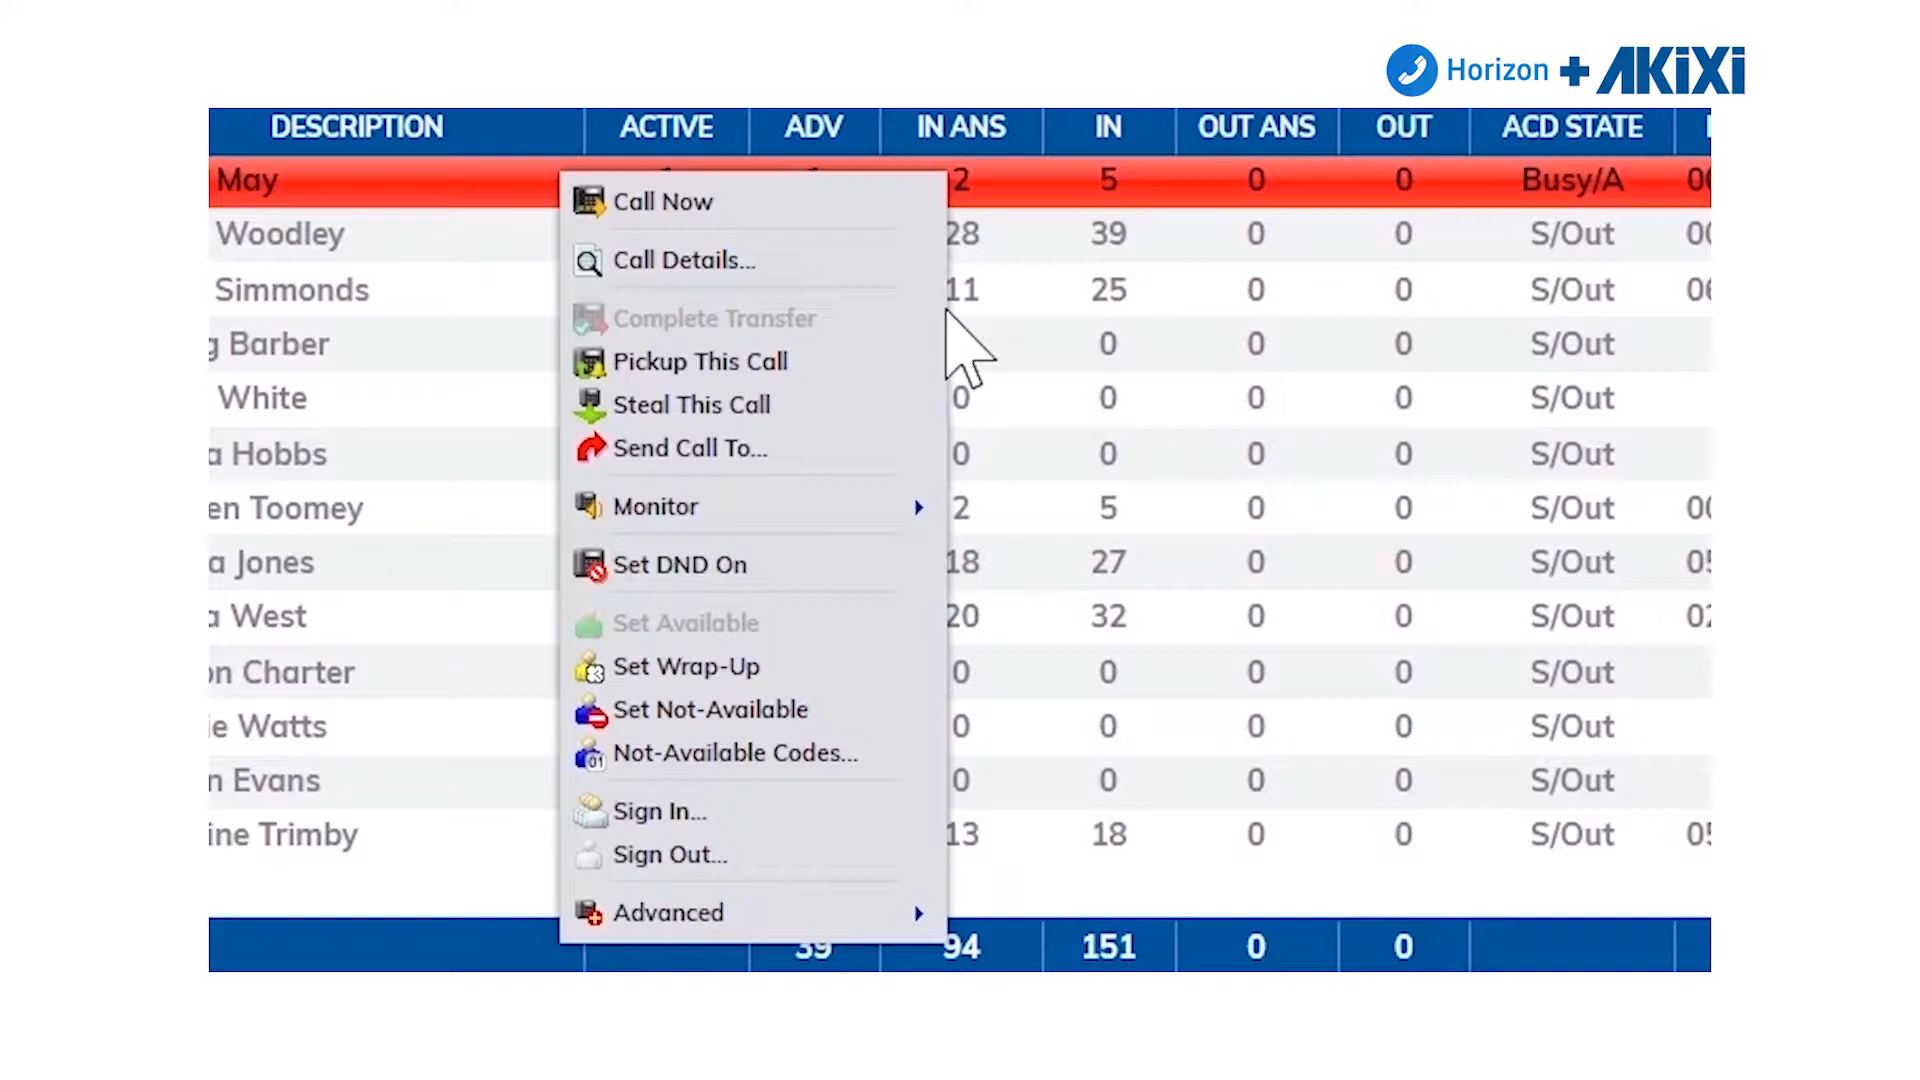 Horizon + AKiXi
DESCRIPTION ACTIVE ADV IN ANS IN OUT ANS OUT ACD STATE
May 2 5 0 0 Busy/A
Woodley 28 39 0 0 S/Out
Simmonds 11 25 0 0 S/Out
g Barber 0 0 0 S/Out
White 0 0 0 0 S/Out
a Hobbs 0 0 0 0 S/Out
en Toomey 2 5 0 0 S/Out
a Jones 18 27 0 0 S/Out
a West 20 32 0 0 S/Out
on Charter 0 0 0 0 S/Out
ie Watts 0 0 0 0 S/Out
n Evans 0 0 0 0 S/Out
ine Trimby 13 18 0 0 S/Out
39 94 151 0 0
Call Now
Call Details...
Complete Transfer
Pickup This Call
Steal This Call
Send Call To...
Monitor
Set DND On
Set Available
Set Wrap-Up
Set Not-Available
Not-Available Codes...
Sign In...
Sign Out...
Advanced